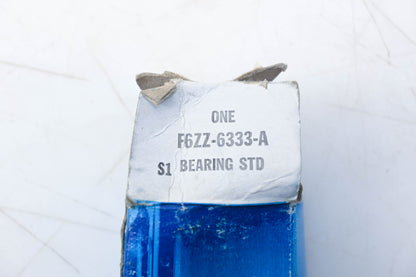 ONE
F6ZZ-6333-A
S1 BEARING STD